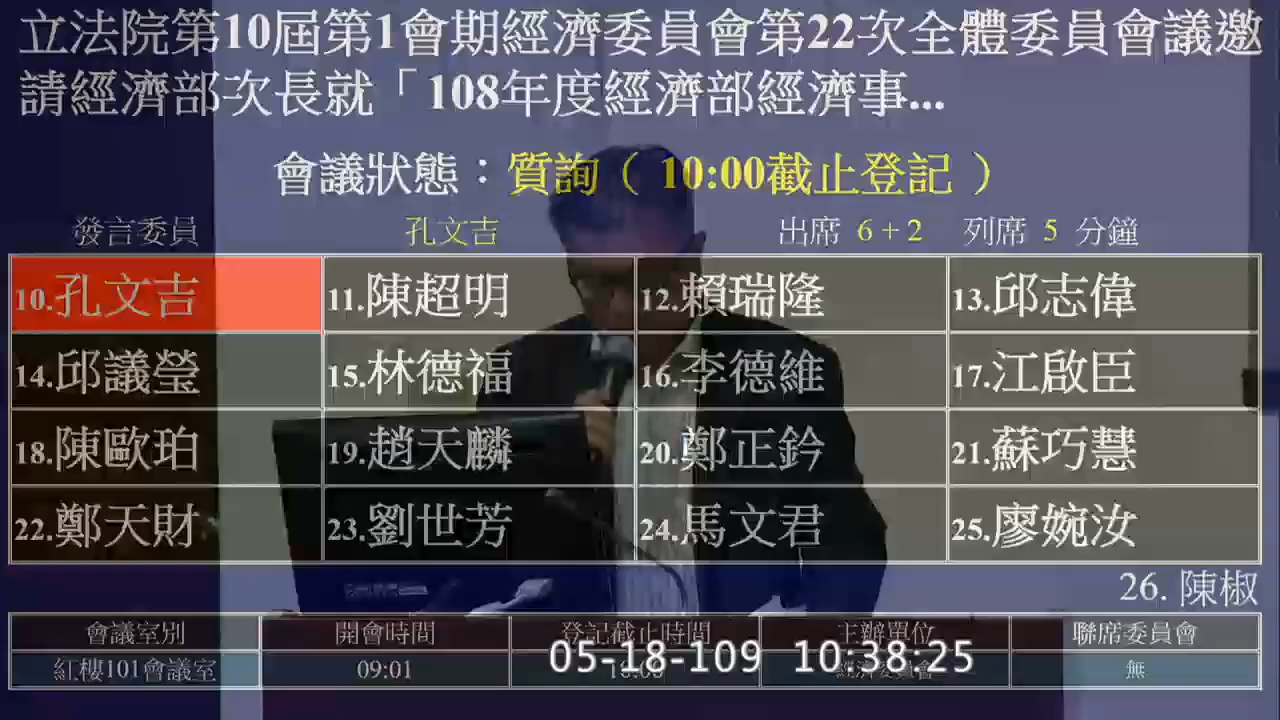 立法院第10屆第1會期經濟委員會第22次全體委員會議邀
請經濟部次長就「108年度經濟部經濟事...
會議狀態：質詢（ 10:00截止登記 ）
發言委員 孔文吉 出席 6 + 2 列席 5 分鐘
10.孔文吉 11.陳超明 12.賴瑞隆 13.邱志偉
14.邱議瑩 15.林德福 16.李德維 17.江啟臣
18.陳歐珀 19.趙天麟 20.鄭正鈐 21.蘇巧慧
22.鄭天財 23.劉世芳 24.馬文君 25.廖婉汝
26. 陳椒
會議室別 開會時間 登記截止時間 主辦單位 聯席委員會
紅樓101會議室 09:01 10:00 經濟委員會 無
05-18-109 10:38:25